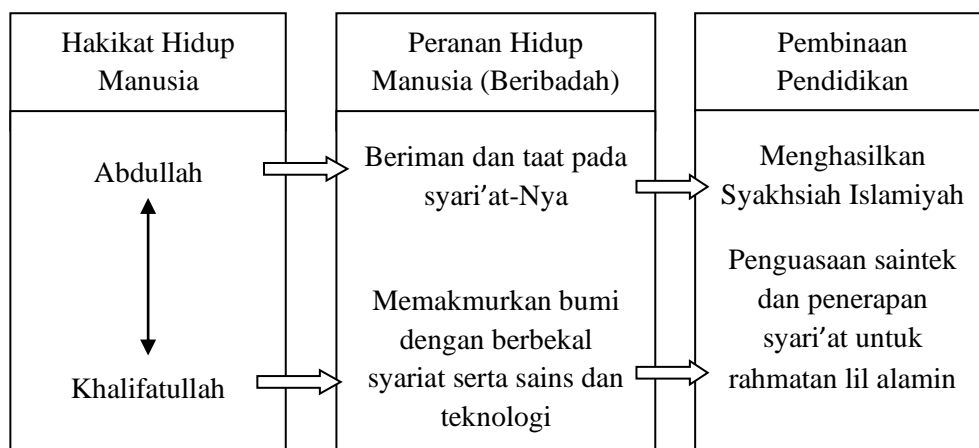 Hakikat Hidup
Manusia
Abdullah
Khalifatullah
Peranan Hidup
Manusia (Beribadah)
Beriman dan taat pada
syari’at-Nya
Memakmurkan bumi
dengan berbekal
syariat serta sains dan
teknologi
Pembinaan
Pendidikan
Menghasilkan
Syakhsiah Islamiyah
Penguasaan saintek
dan penerapan
syari’at untuk
rahmatan lil alamin